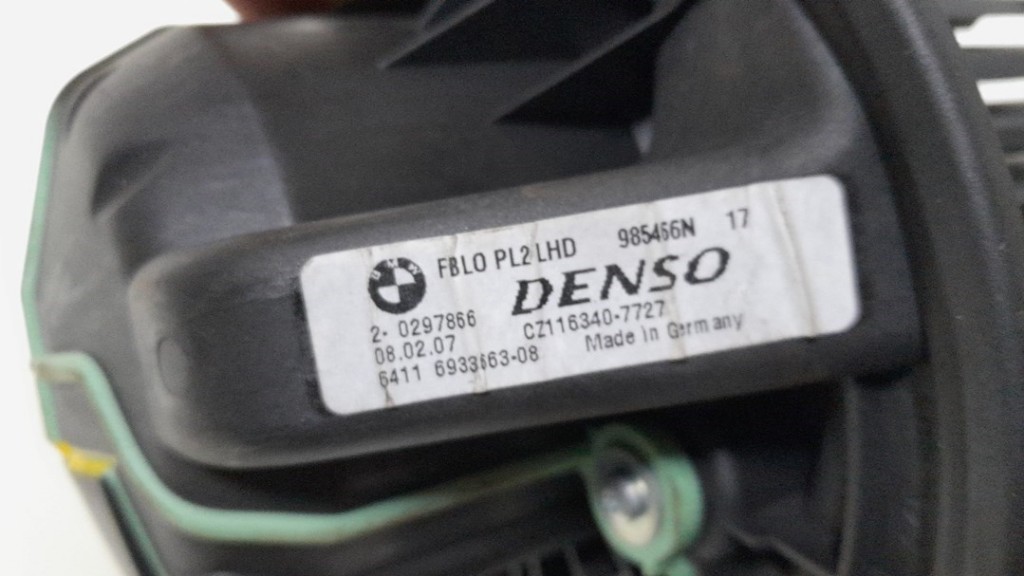 BMW
FBLO PL2 LHD 985466N 17
DENSO
2- 0297866 CZ116340-7727
08.02.07 Made in Germany
6411 6933663-08